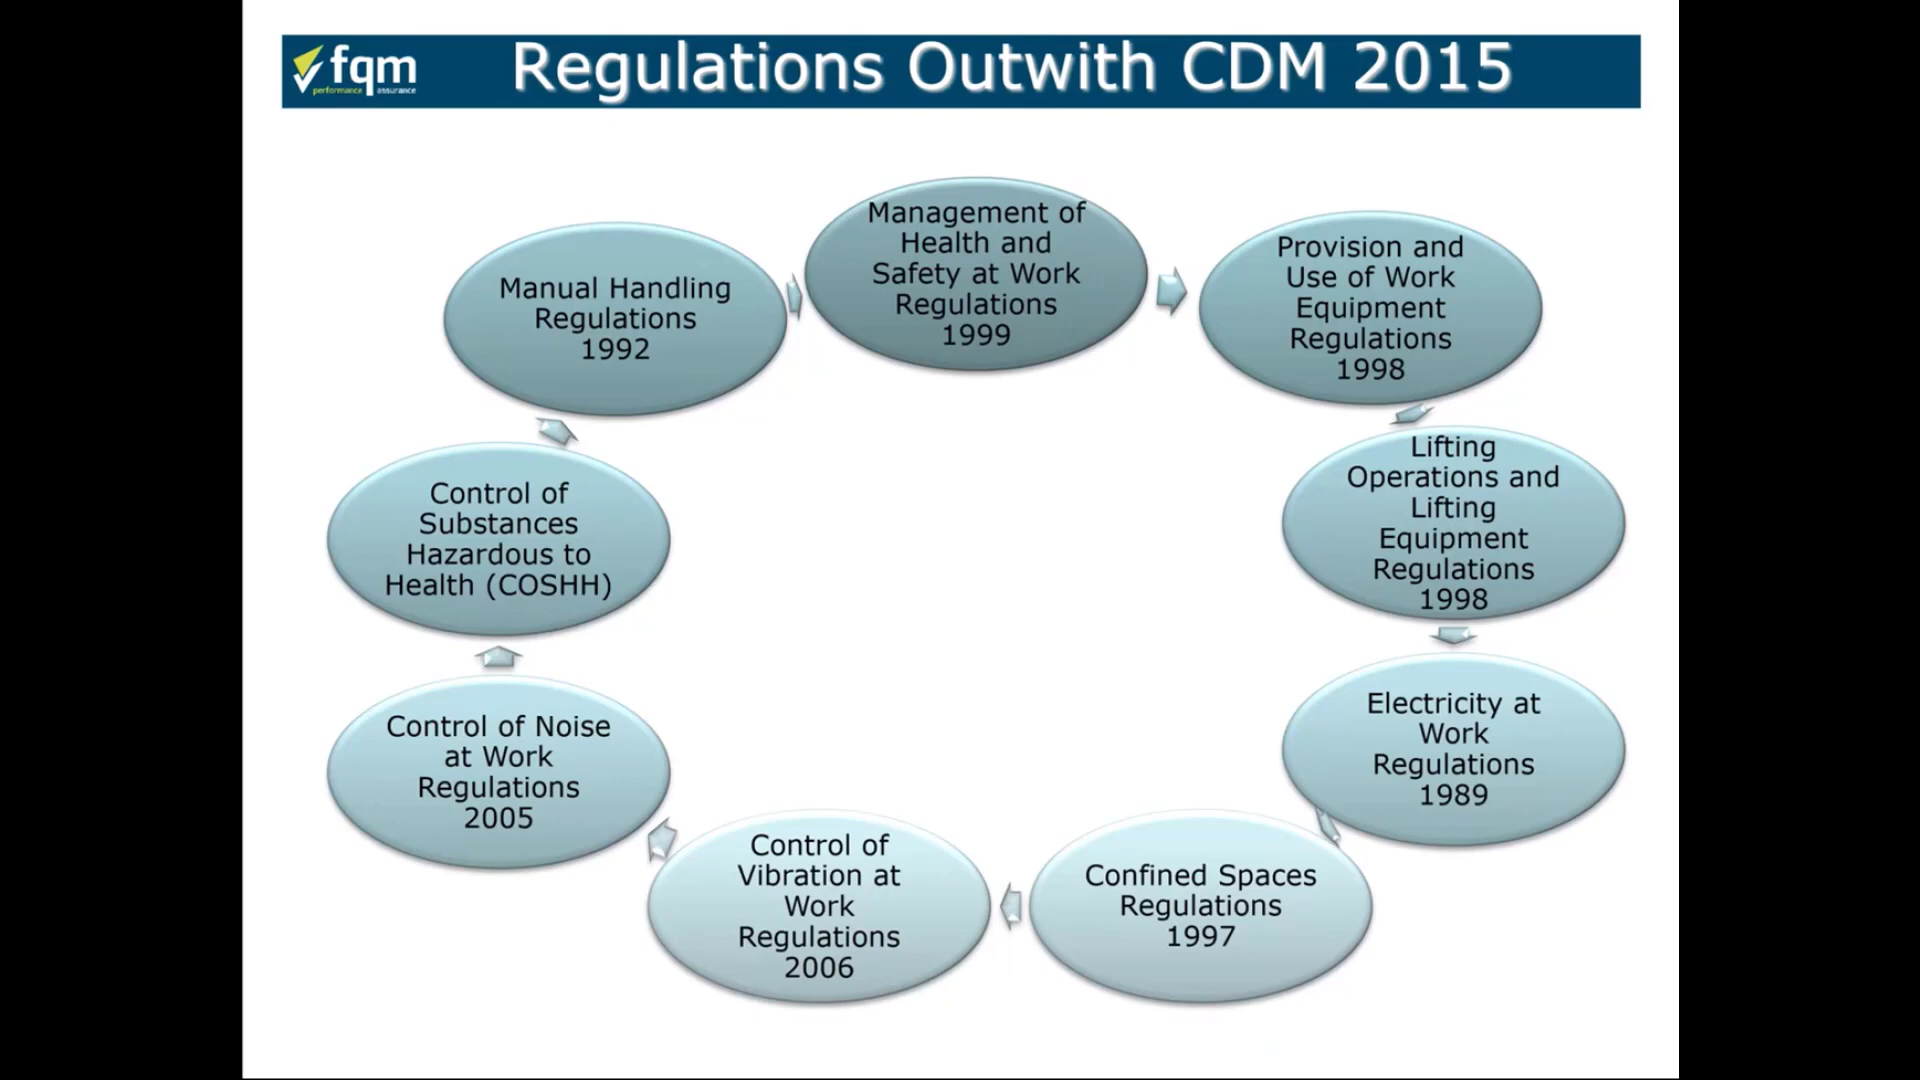 fqm
performance assurance
Regulations Outwith CDM 2015
Management of
Health and
Safety at Work
Regulations
1999
Provision and
Use of Work
Equipment
Regulations
1998
Lifting
Operations and
Lifting
Equipment
Regulations
1998
Electricity at
Work
Regulations
1989
Confined Spaces
Regulations
1997
Control of
Vibration at
Work
Regulations
2006
Control of Noise
at Work
Regulations
2005
Control of
Substances
Hazardous to
Health (COSHH)
Manual Handling
Regulations
1992